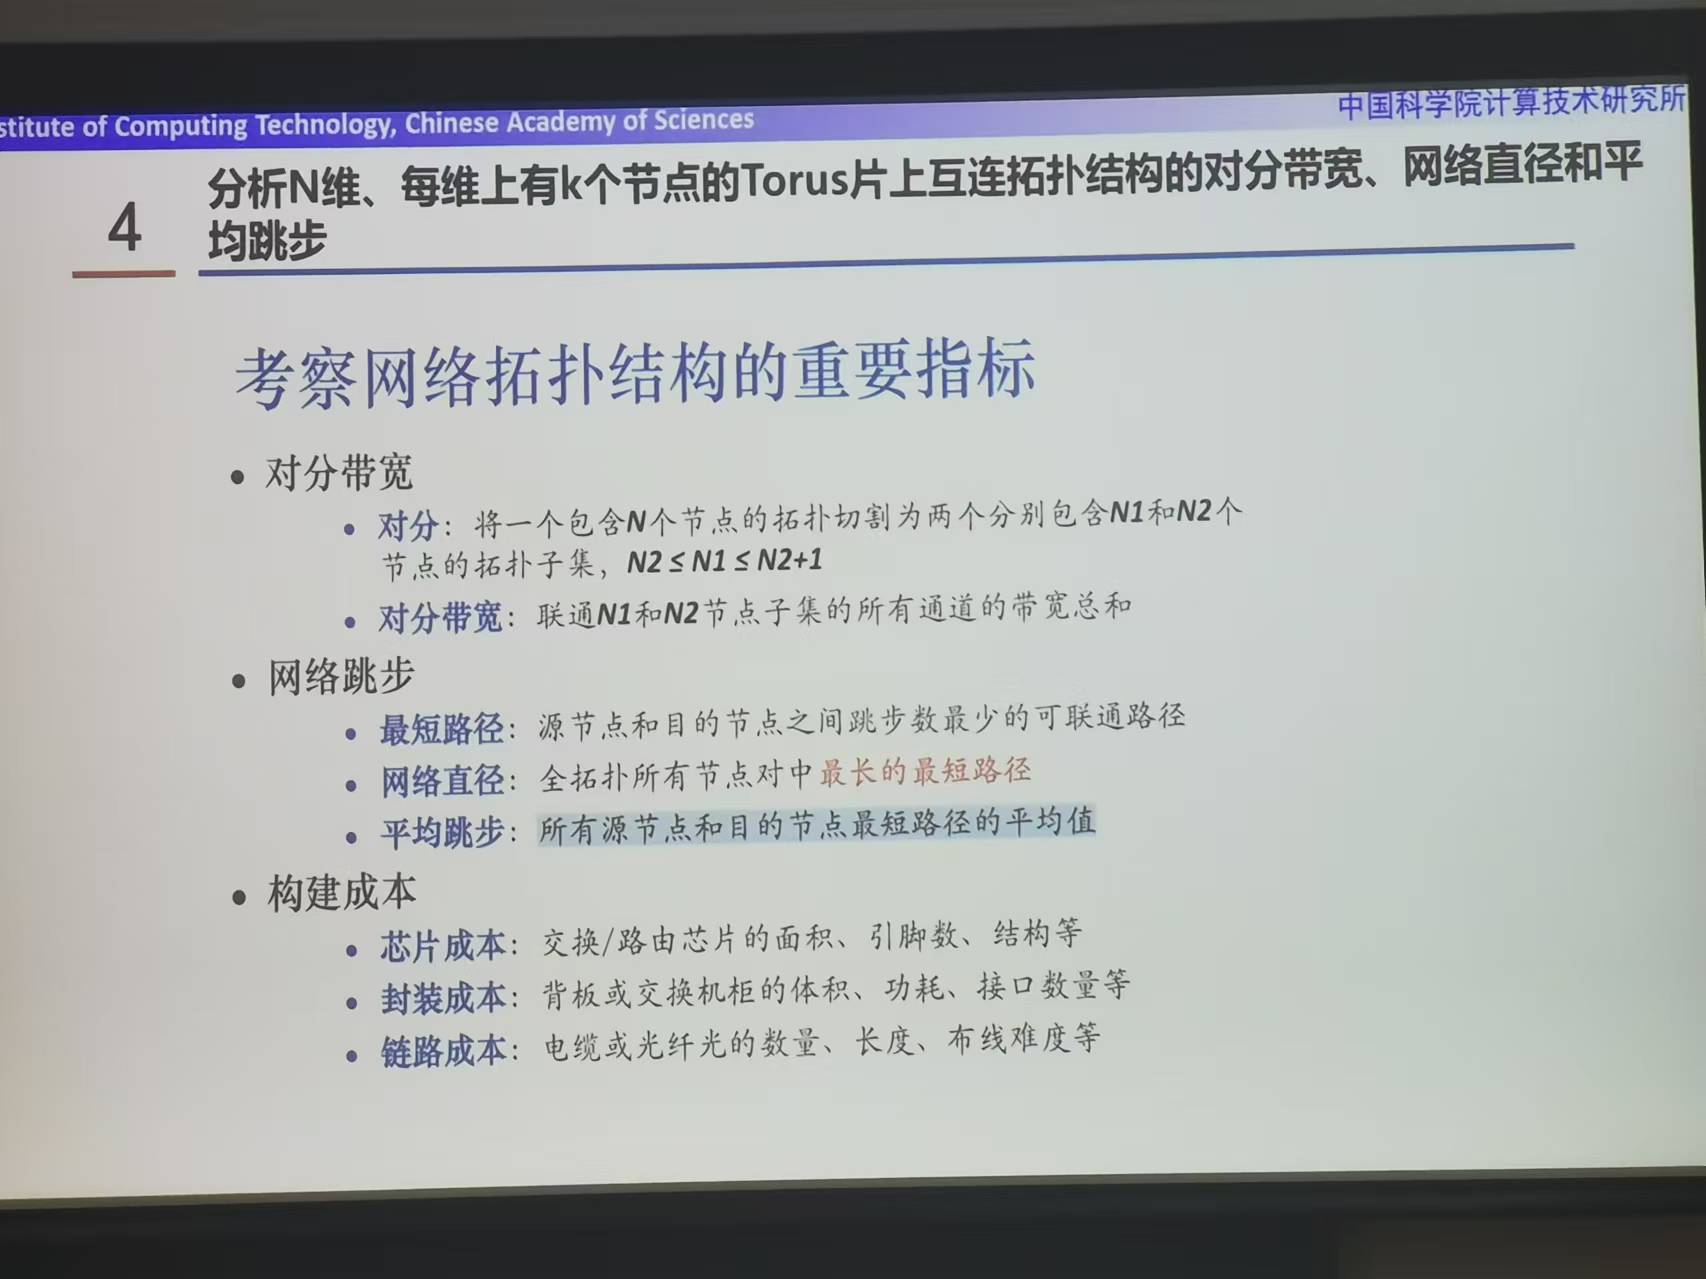 stitute of Computing Technology, Chinese Academy of Sciences
中国科学院计算技术研究所
4
分析N维、每维上有k个节点的Torus片上互连拓扑结构的对分带宽、网络直径和平
均跳步
考察网络拓扑结构的重要指标
• 对分带宽
• 对分：将一个包含N个节点的拓扑切割为两个分别包含N1和N2个
节点的拓扑子集，N2 ≤ N1 ≤ N2+1
• 对分带宽：联通N1和N2节点子集的所有通道的带宽总和
• 网络跳步
• 最短路径：源节点和目的节点之间跳步数最少的可联通路径
• 网络直径：全拓扑所有节点对中最长的最短路径
• 平均跳步：所有源节点和目的节点最短路径的平均值
• 构建成本
• 芯片成本：交换/路由芯片的面积、引脚数、结构等
• 封装成本：背板或交换机柜的体积、功耗、接口数量等
• 链路成本：电缆或光纤光的数量、长度、布线难度等